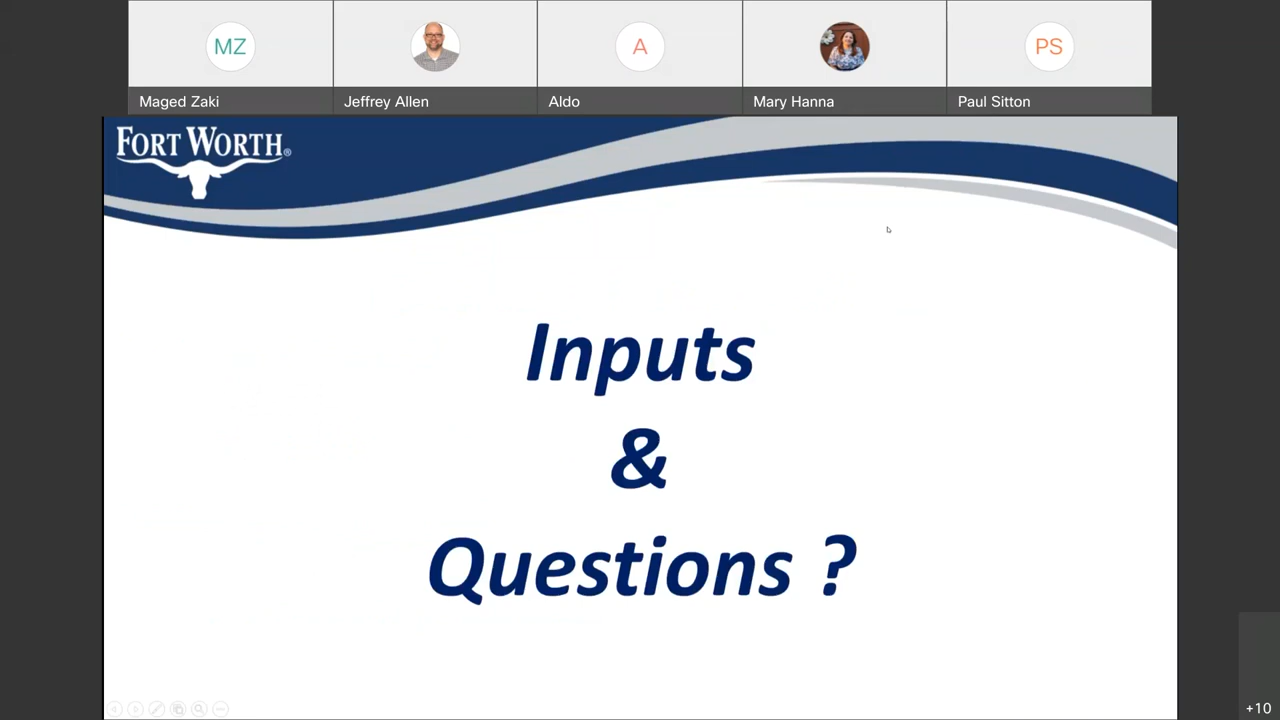 MZ
A
PS
Maged Zaki
Jeffrey Allen
Aldo
Mary Hanna
Paul Sitton
FORT WORTH®
Inputs
&
Questions ?
+10